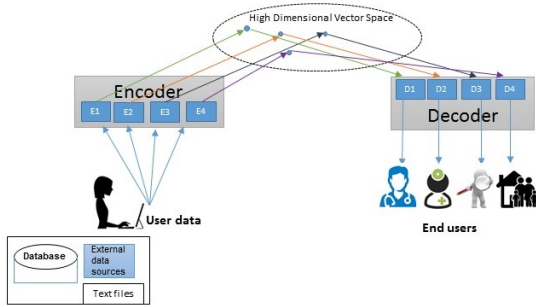 High Dimensional Vector Space
Encoder
E1 E2 E3 E4
D1 D2 D3 D4
Decoder
User data
End users
Database
External
data
sources
Text files